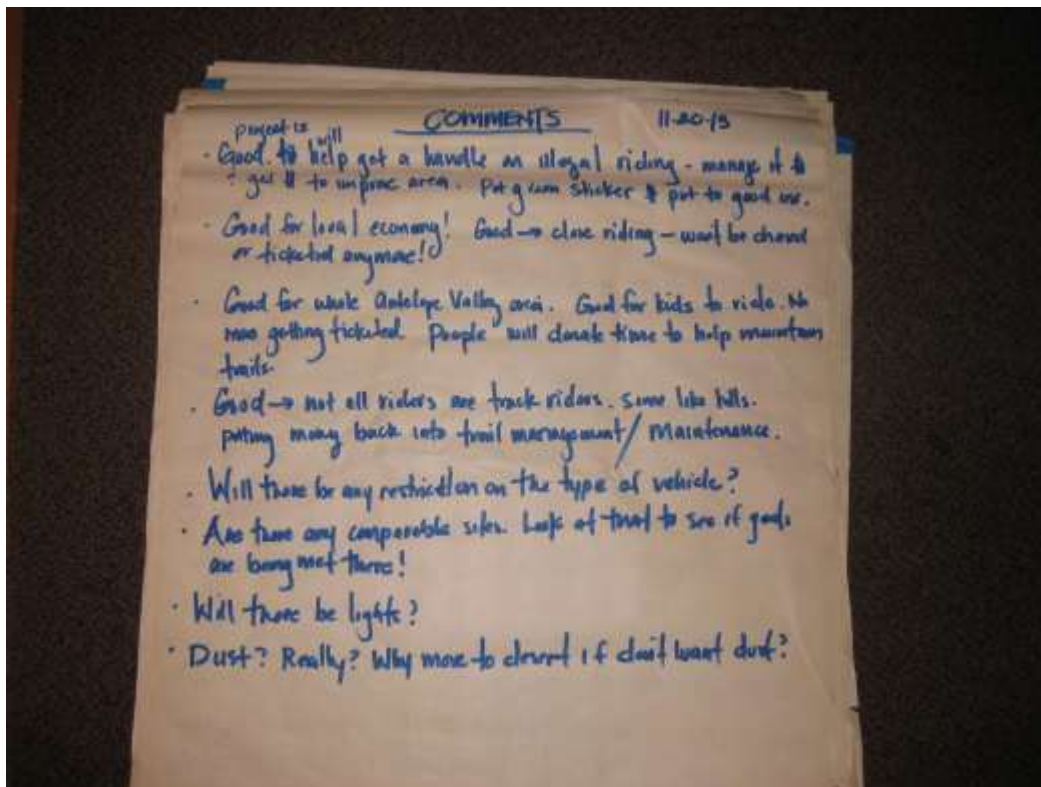 COMMENTS 11-20-13
project is will
· Good. to help get a handle on illegal riding - manage it to
get $ to improve area. Put green sticker $ put to good use.
· Good for local economy! Good → close riding - won't be chased
or ticketed anymore!
· Good for whole Antelope Valley area. Good for kids to ride. No
more getting ticketed. People will donate time to help maintain
trails.
· Good → not all riders are track riders. Some like hills.
putting money back into trail management / maintenance.
· Will there be any restriction on the type of vehicle?
· Are there any comparable sites. Look at that to see if goals
are being met there!
· Will there be lights?
· Dust? Really? Why move to desert if don't want dust?